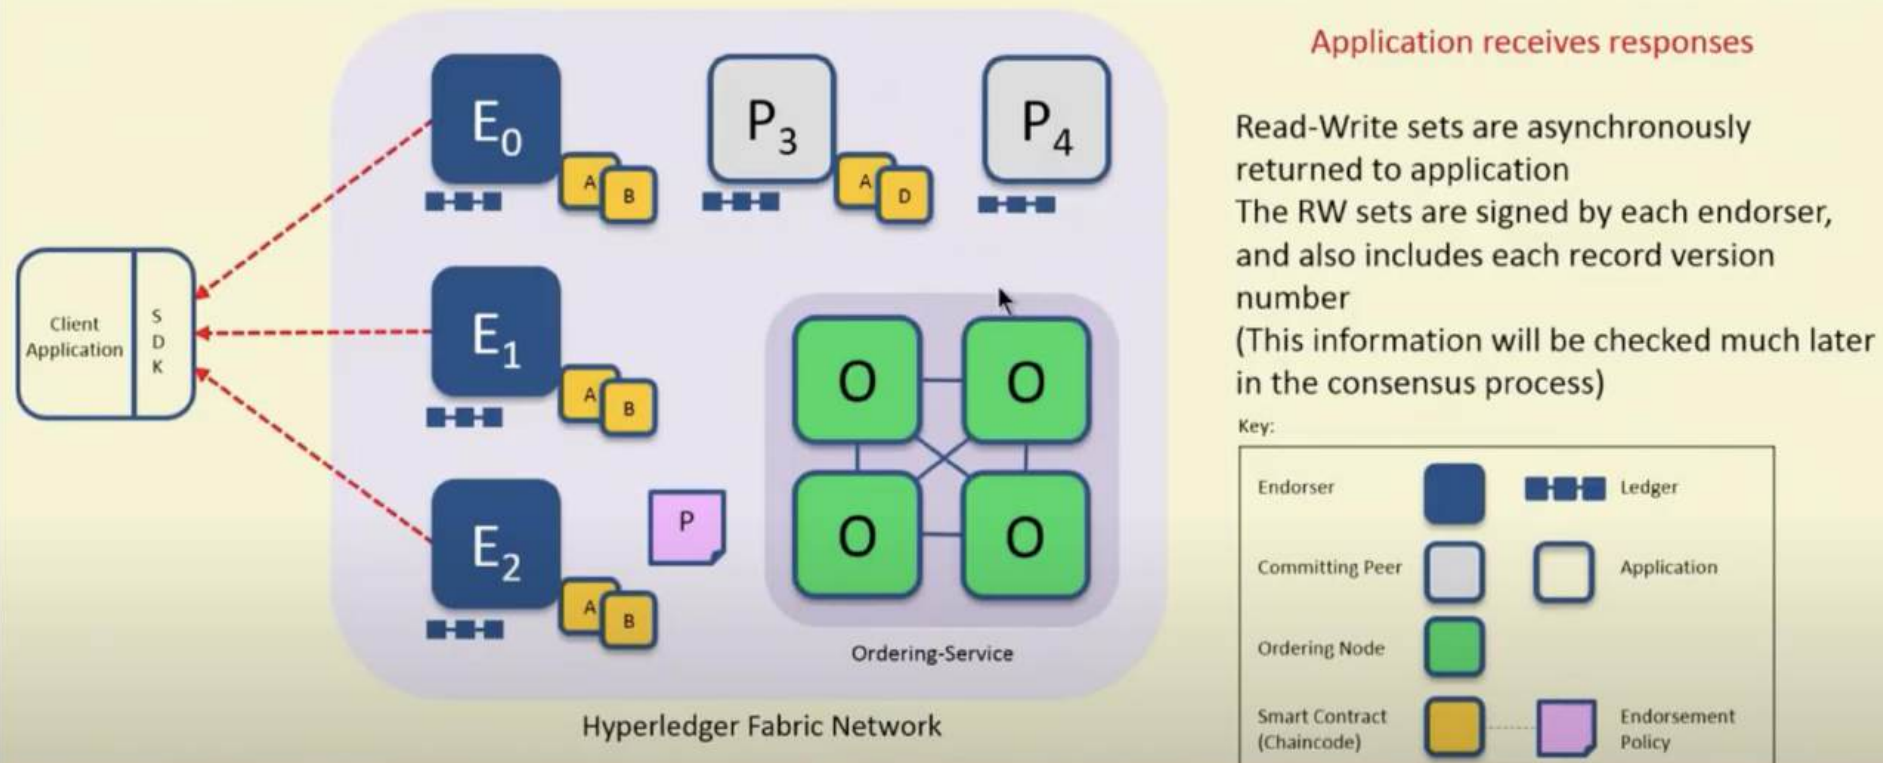 Application receives responses
Read-Write sets are asynchronously
returned to application
The RW sets are signed by each endorser,
and also includes each record version
number
(This information will be checked much later
in the consensus process)
Key:
Endorser
Ledger
Committing Peer
Application
Ordering Node
Smart Contract
(Chaincode)
Endorsement
Policy
Client
Application
S
D
K
E0
A
B
P3
A
D
P4
E1
A
B
E2
A
B
P
O
O
O
O
Ordering-Service
Hyperledger Fabric Network